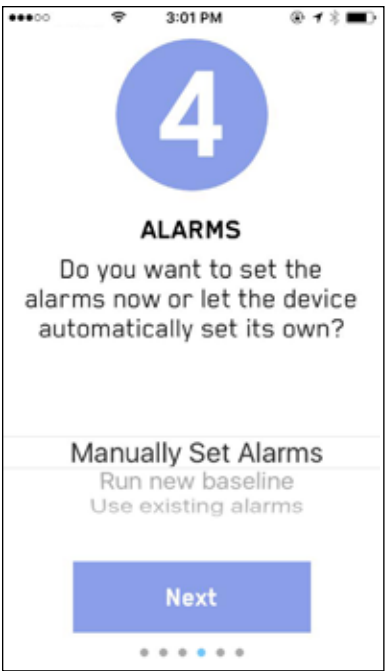 3:01 PM
4
ALARMS
Do you want to set the
alarms now or let the device
automatically set its own?
Manually Set Alarms
Run new baseline
Use existing alarms
Next